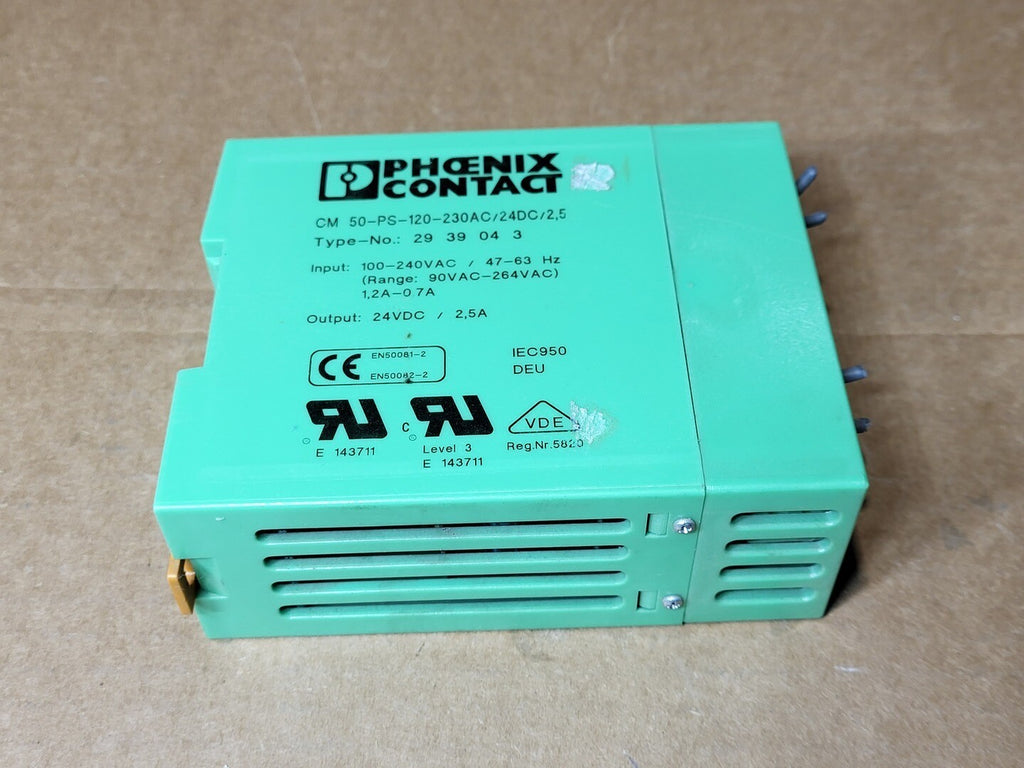 PHŒNIX
CONTACT
CM 50-PS-120-230AC/24DC/2,5
Type-No.: 29 39 04 3
Input: 100-240VAC / 47-63 Hz
(Range: 90VAC-264VAC)
1,2A-0.7A
Output: 24VDC / 2,5A
CE EN50081-2
EN50082-2
IEC950
DEU
RU
E 143711
c RU
Level 3
E 143711
VDE
Reg.Nr.5820